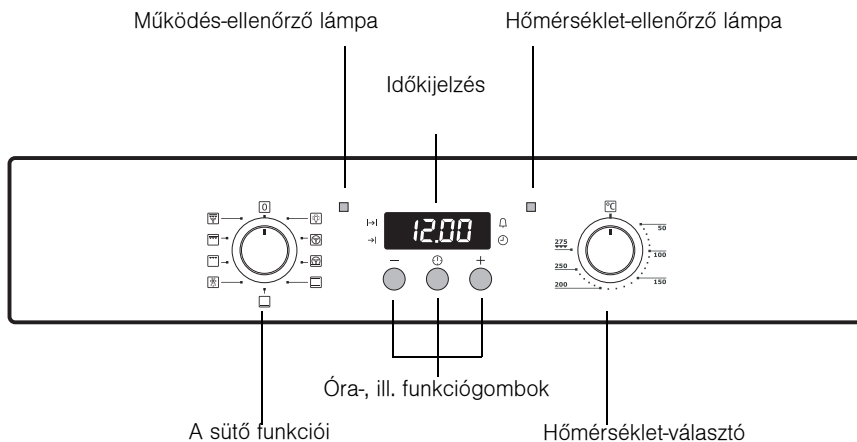 Működés-ellenőrző lámpa
Hőmérséklet-ellenőrző lámpa
Időkijelzés
0
12.00
°C
50
100
150
200
250
275
Óra-, ill. funkciógombok
A sütő funkciói
Hőmérséklet-választó